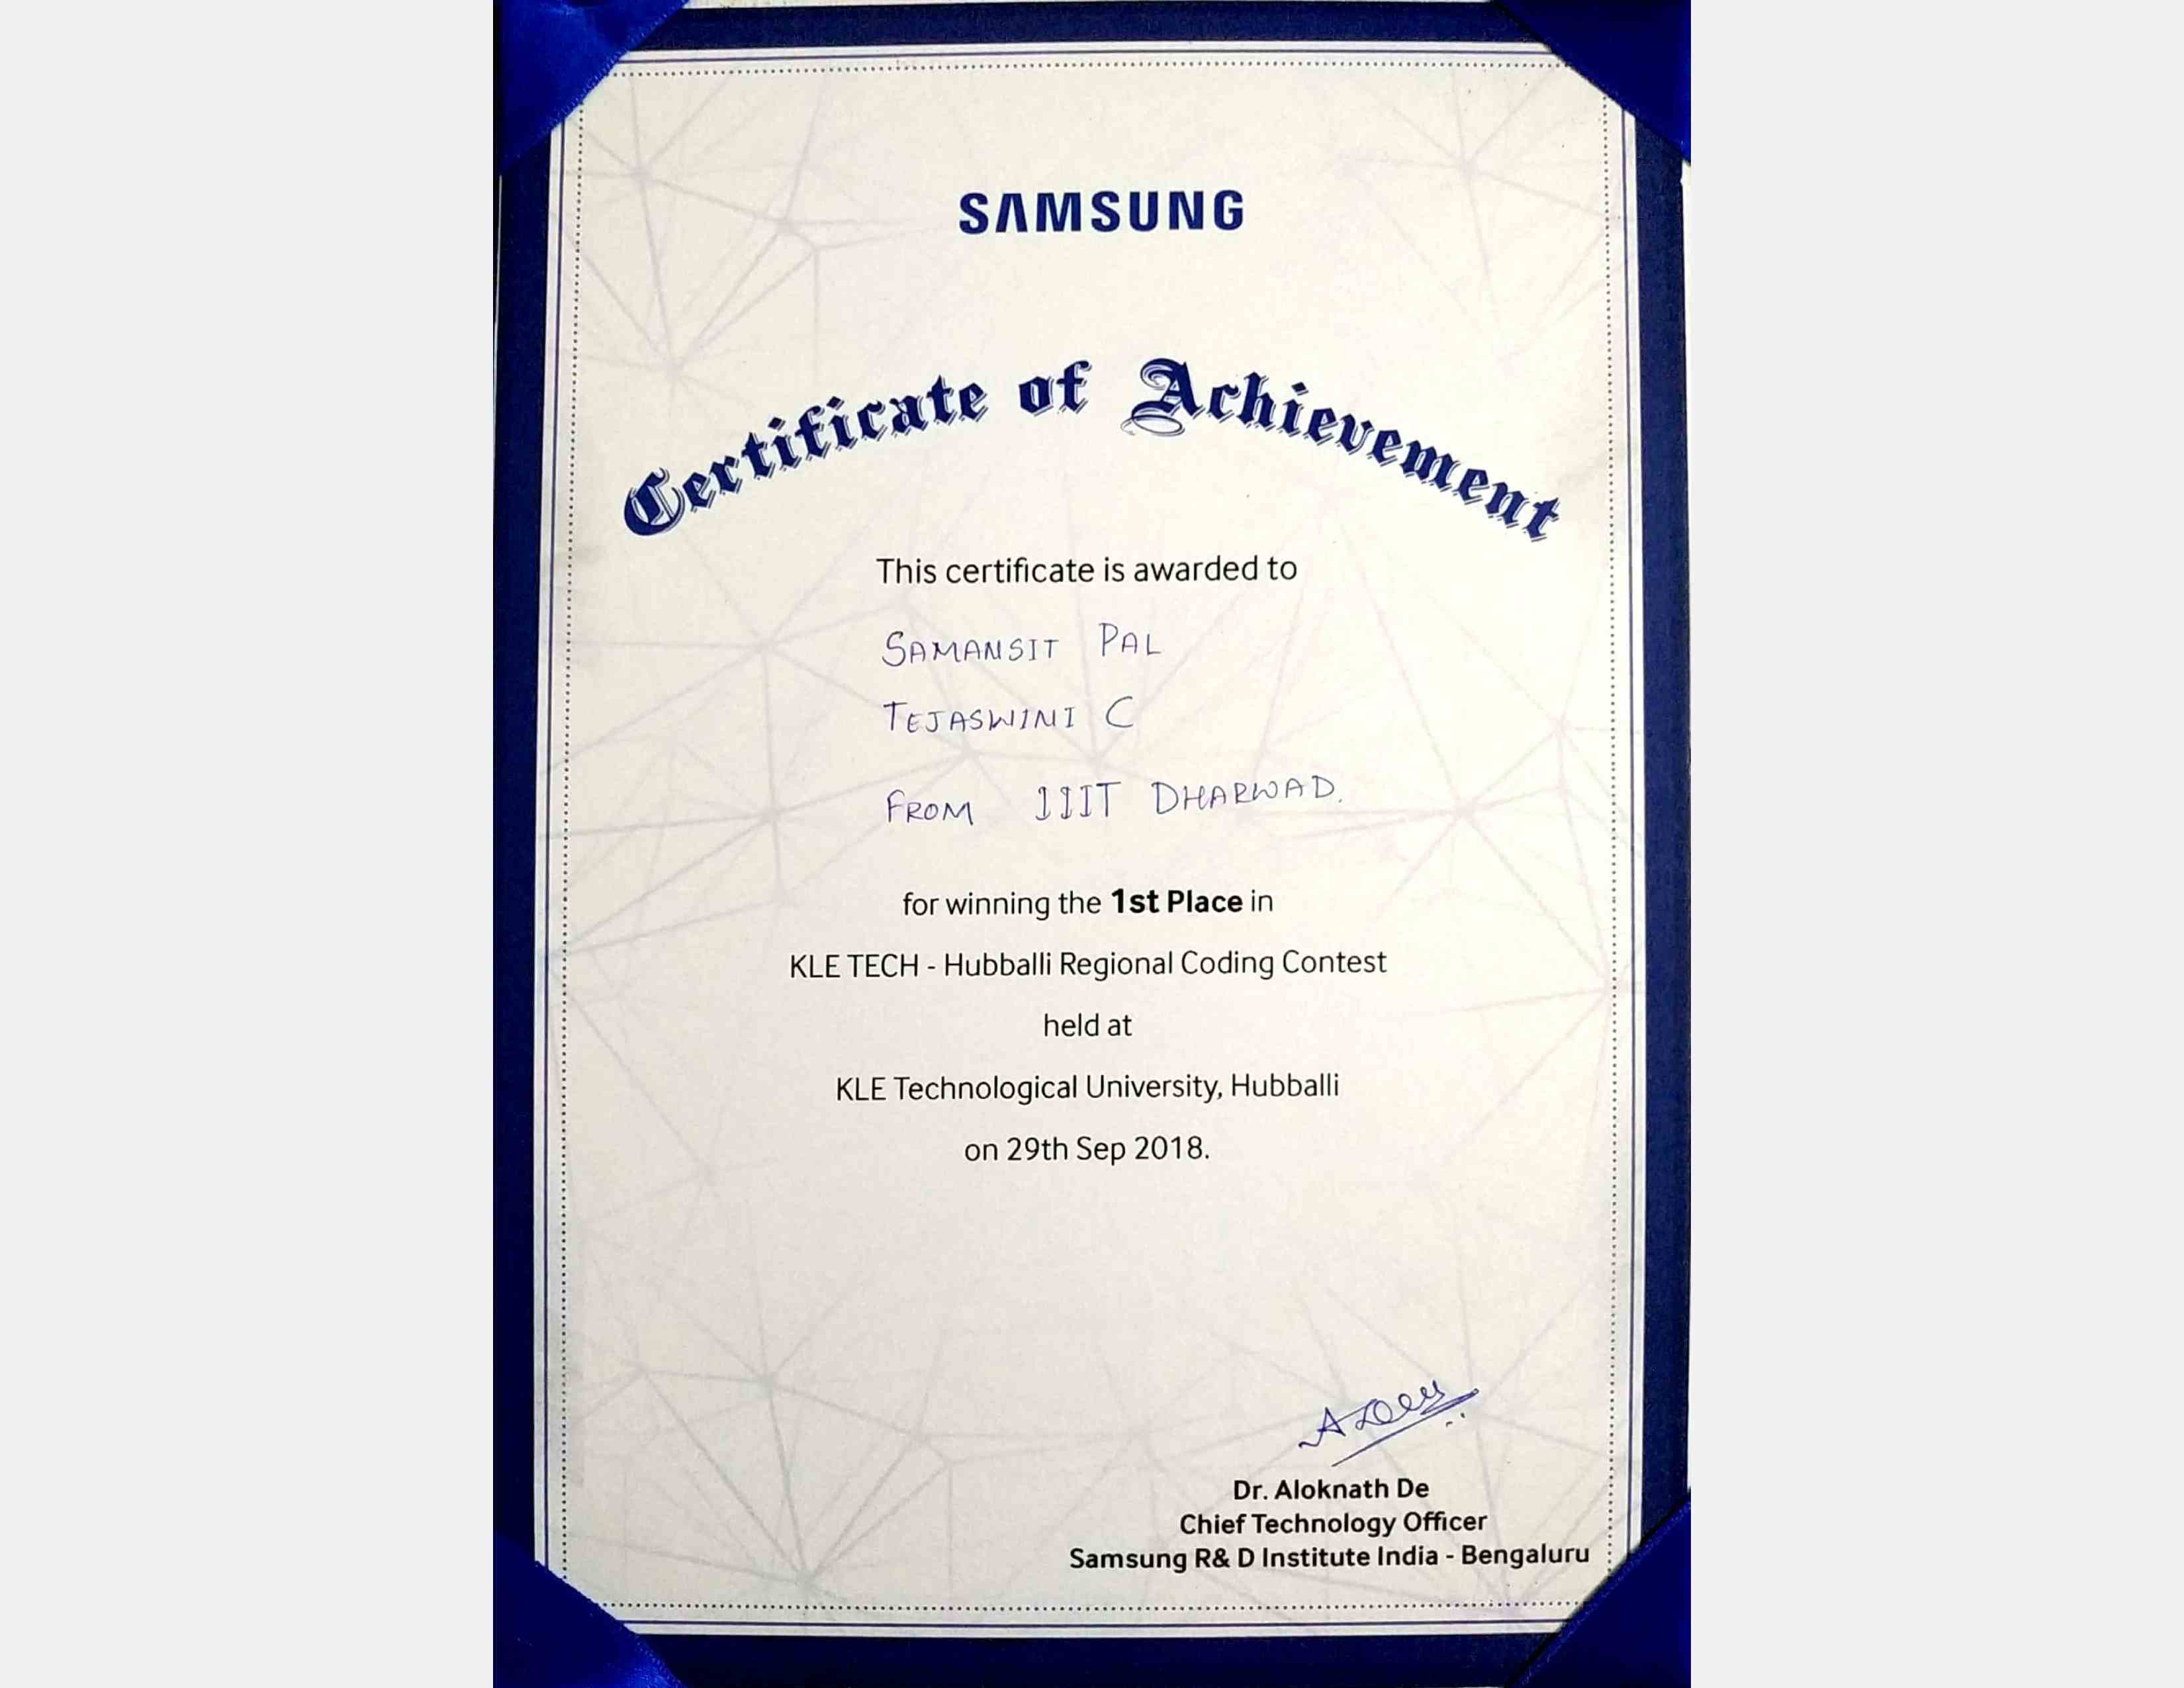 SAMSUNG
Certificate of Achievement
This certificate is awarded to
SAMANSIT PAL
TEJASWINI C
FROM IIIT DHARWAD.
for winning the 1st Place in
KLE TECH - Hubballi Regional Coding Contest
held at
KLE Technological University, Hubballi
on 29th Sep 2018.
ADey
Dr. Aloknath De
Chief Technology Officer
Samsung R& D Institute India - Bengaluru